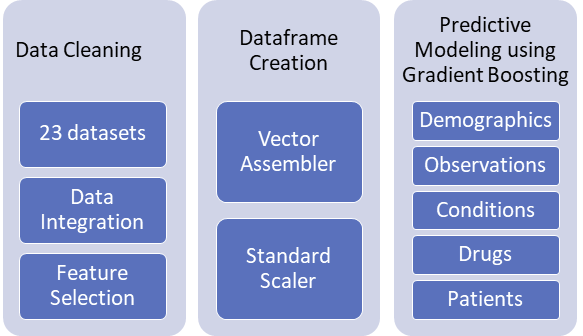 Data Cleaning
23 datasets
Data
Integration
Feature
Selection
Dataframe
Creation
Vector
Assembler
Standard
Scaler
Predictive
Modeling using
Gradient Boosting
Demographics
Observations
Conditions
Drugs
Patients